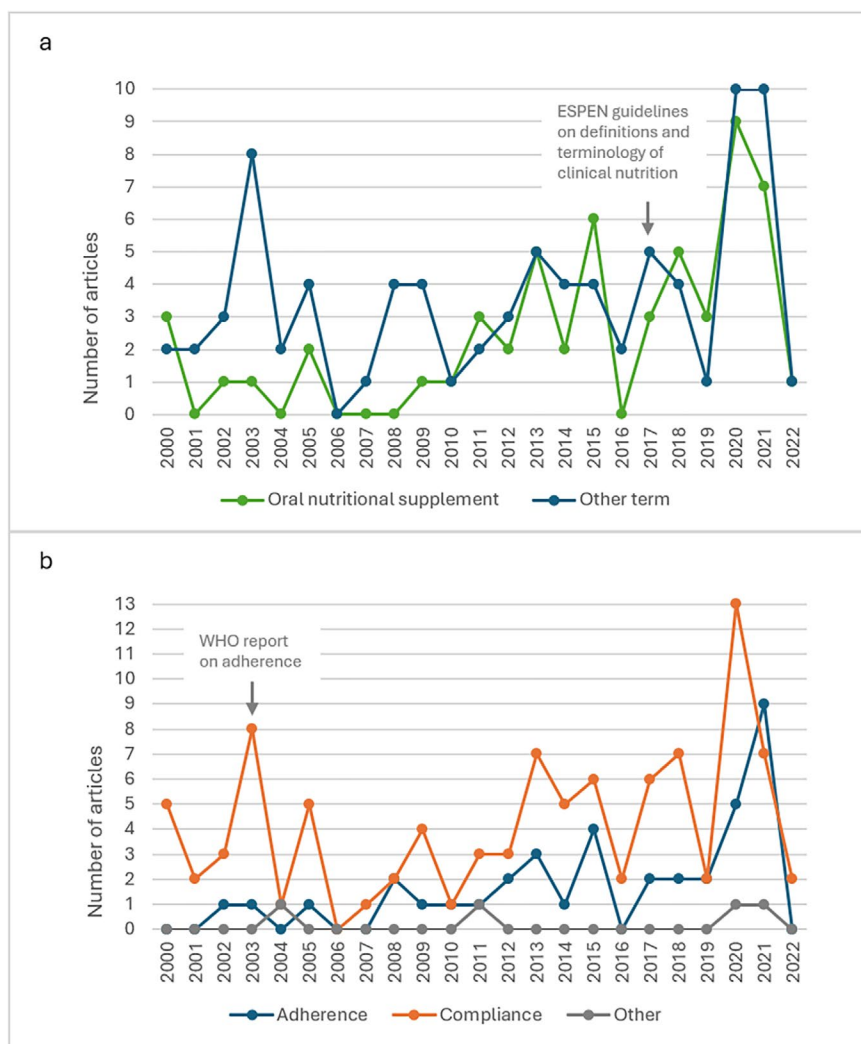 a
10
9
8
7
6
5
4
3
2
1
0
Number of articles
ESPEN guidelines
on definitions and
terminology of
clinical nutrition
2000 2001 2002 2003 2004 2005 2006 2007 2008 2009 2010 2011 2012 2013 2014 2015 2016 2017 2018 2019 2020 2021 2022
Oral nutritional supplement Other term
b
13
12
11
10
9
8
7
6
5
4
3
2
1
0
Number of articles
WHO report
on adherence
2000 2001 2002 2003 2004 2005 2006 2007 2008 2009 2010 2011 2012 2013 2014 2015 2016 2017 2018 2019 2020 2021 2022
Adherence Compliance Other